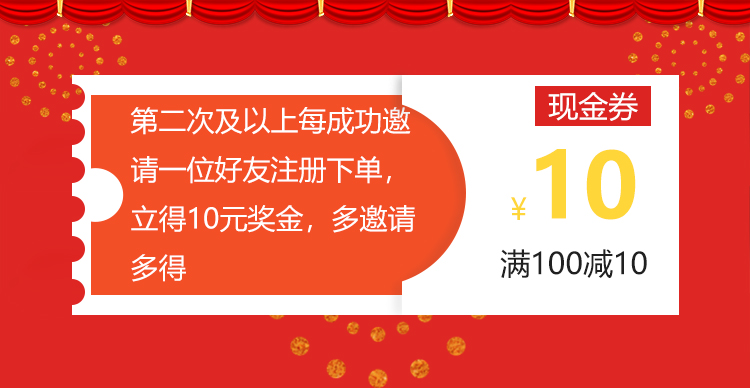 第二次及以上每成功邀
请一位好友注册下单，
立得10元奖金，多邀请
多得
现金券
¥10
满100减10